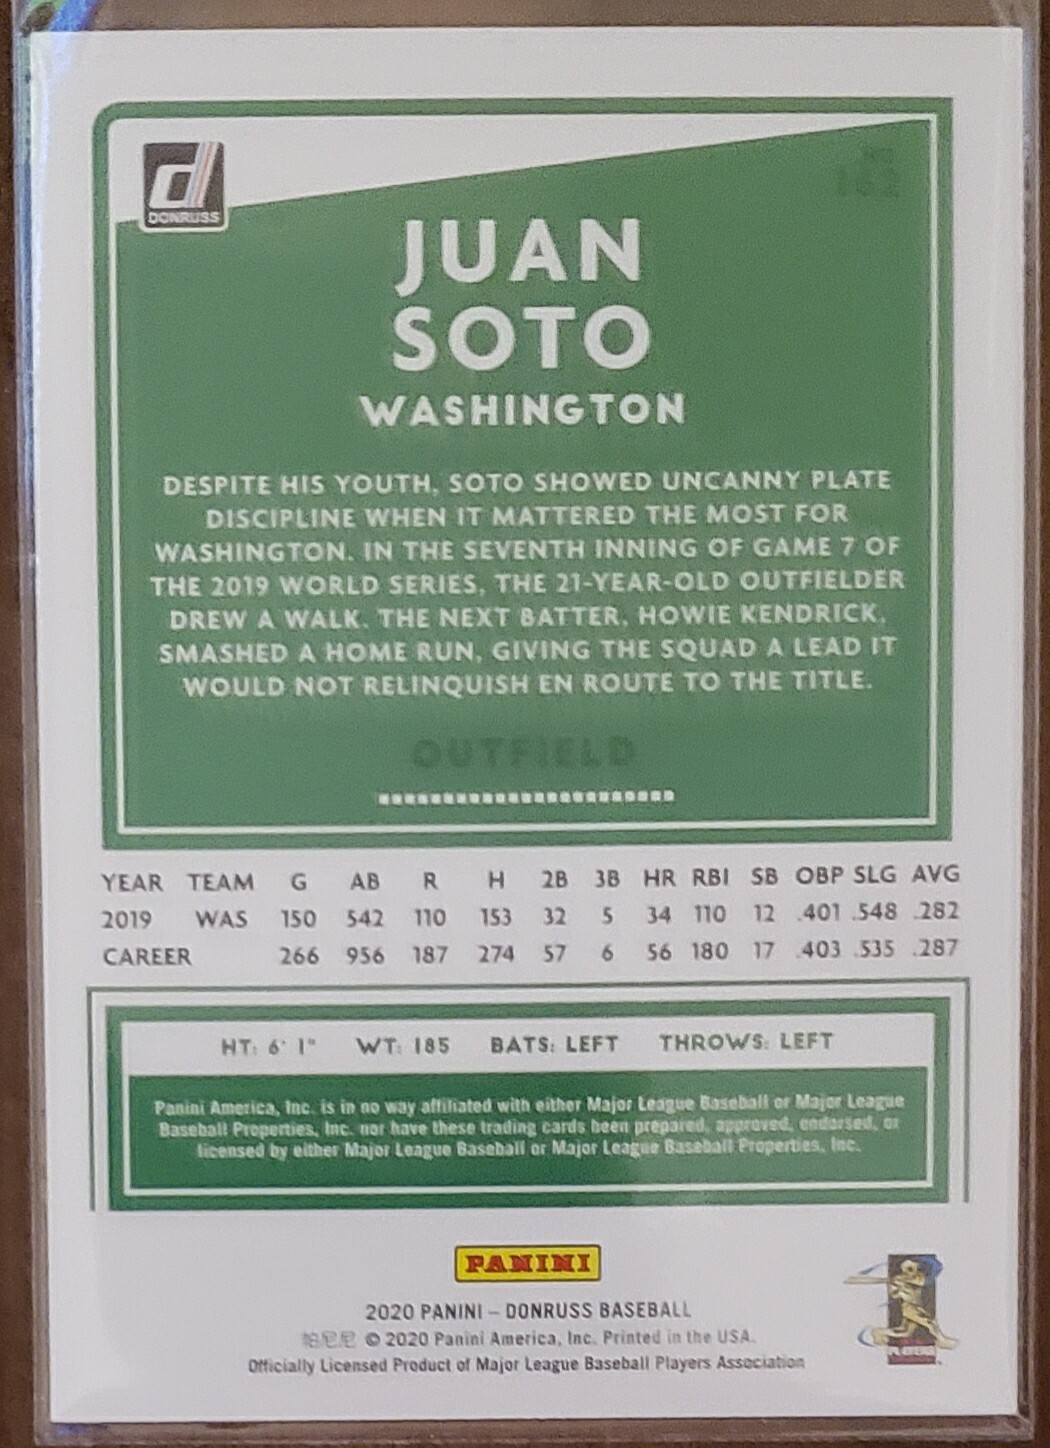 DONRUSS
NO.
162
JUAN
SOTO
WASHINGTON
DESPITE HIS YOUTH, SOTO SHOWED UNCANNY PLATE
DISCIPLINE WHEN IT MATTERED THE MOST FOR
WASHINGTON. IN THE SEVENTH INNING OF GAME 7 OF
THE 2019 WORLD SERIES, THE 21-YEAR-OLD OUTFIELDER
DREW A WALK. THE NEXT BATTER, HOWIE KENDRICK,
SMASHED A HOME RUN, GIVING THE SQUAD A LEAD IT
WOULD NOT RELINQUISH EN ROUTE TO THE TITLE.
OUTFIELD
YEAR TEAM G AB R H 2B 3B HR RBI SB OBP SLG AVG
2019 WAS 150 542 110 153 32 5 34 110 12 .401 .548 .282
CAREER 266 956 187 274 57 6 56 180 17 .403 .535 .287
HT: 6' 1" WT: 185 BATS: LEFT THROWS: LEFT
Panini America, Inc. is in no way affiliated with either Major League Baseball or Major League
Baseball Properties, Inc. nor have these trading cards been prepared, approved, endorsed, or
licensed by either Major League Baseball or Major League Baseball Properties, Inc.
PANINI
2020 PANINI – DONRUSS BASEBALL
帕尼尼 © 2020 Panini America, Inc. Printed in the USA.
Officially Licensed Product of Major League Baseball Players Association
PLAYERS